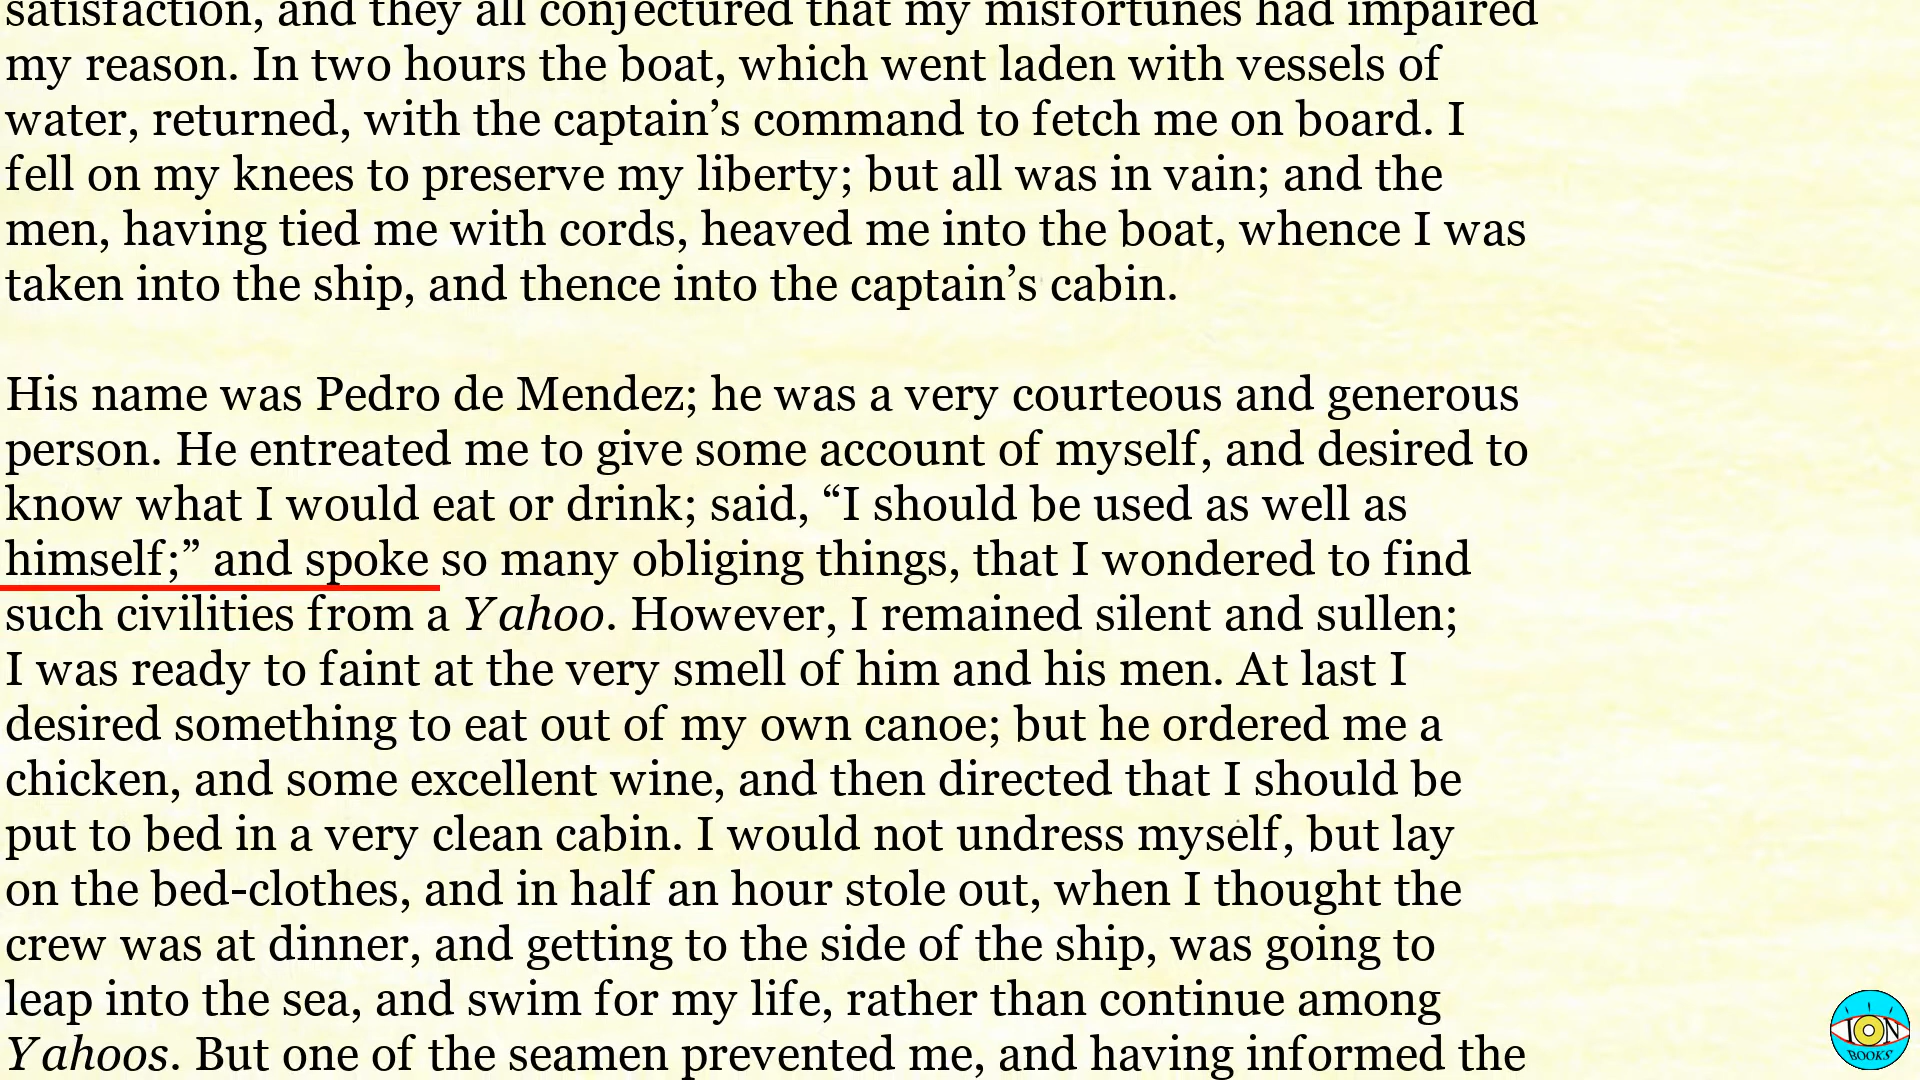 satisfaction, and they all conjectured that my misfortunes had impaired
my reason. In two hours the boat, which went laden with vessels of
water, returned, with the captain’s command to fetch me on board. I
fell on my knees to preserve my liberty; but all was in vain; and the
men, having tied me with cords, heaved me into the boat, whence I was
taken into the ship, and thence into the captain’s cabin.
His name was Pedro de Mendez; he was a very courteous and generous
person. He entreated me to give some account of myself, and desired to
know what I would eat or drink; said, “I should be used as well as
himself;” and spoke so many obliging things, that I wondered to find
such civilities from a Yahoo. However, I remained silent and sullen;
I was ready to faint at the very smell of him and his men. At last I
desired something to eat out of my own canoe; but he ordered me a
chicken, and some excellent wine, and then directed that I should be
put to bed in a very clean cabin. I would not undress myself, but lay
on the bed-clothes, and in half an hour stole out, when I thought the
crew was at dinner, and getting to the side of the ship, was going to
leap into the sea, and swim for my life, rather than continue among
Yahoos. But one of the seamen prevented me, and having informed the
ION
BOOKS